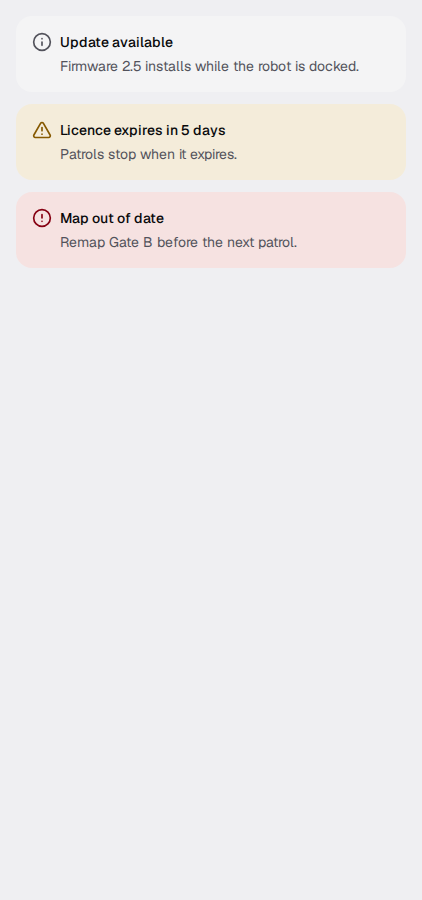 Update available
Firmware 2.5 installs while the robot is docked.
Licence expires in 5 days
Patrols stop when it expires.
Map out of date
Remap Gate B before the next patrol.